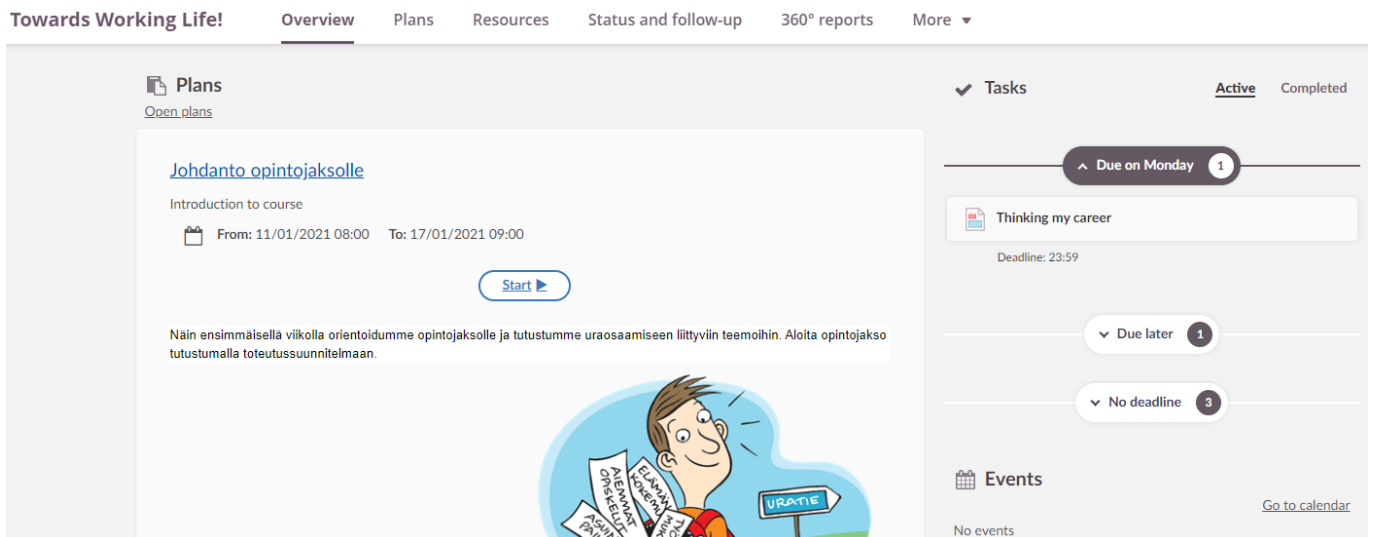 Towards Working Life!
Overview
Plans
Resources
Status and follow-up
360° reports
More
Plans
Open plans
Johdanto opintojaksolle
Introduction to course
From: 11/01/2021 08:00 To: 17/01/2021 09:00
Start
Näin ensimmäisellä viikolla orientoidumme opintojaksolle ja tutustumme uraosaamiseen liittyviin teemoihin. Aloita opintojakso
tutustumalla toteutussuunnitelmaan.
AIEMMAT
OPISKELUT
ELÄMÄN
URATIE
Tasks
Active
Completed
Due on Monday 1
Thinking my career
Deadline: 23:59
Due later 1
No deadline 3
Events
Go to calendar
No events